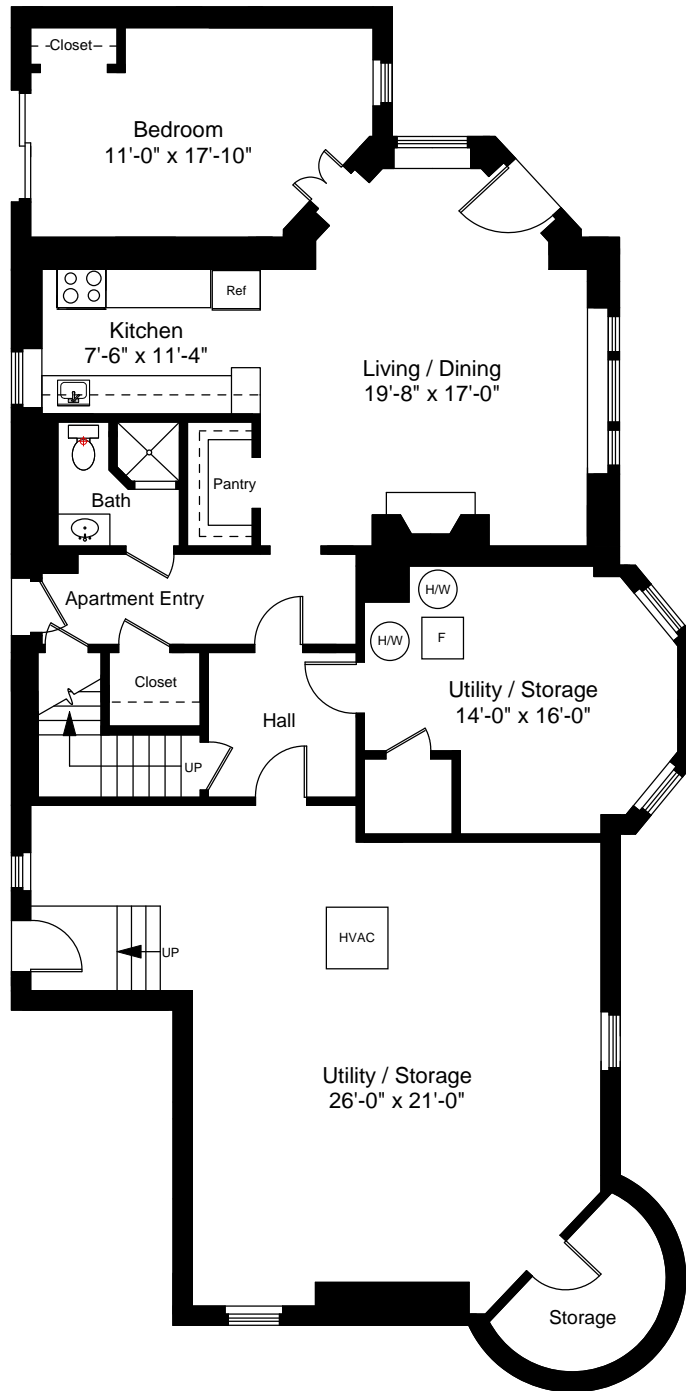 Closet
Bedroom
11'-0" x 17'-10"
Ref
Kitchen
7'-6" x 11'-4"
Living / Dining
19'-8" x 17'-0"
Pantry
Bath
H/W
Apartment Entry
H/W
F
Closet
Utility / Storage
14'-0" x 16'-0"
Hall
UP
HVAC
UP
Utility / Storage
26'-0" x 21'-0"
Storage